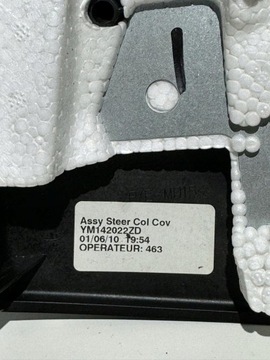 Assy Steer Col Cov
YM142022ZD
01/06/10 19:54
OPERATEUR: 463